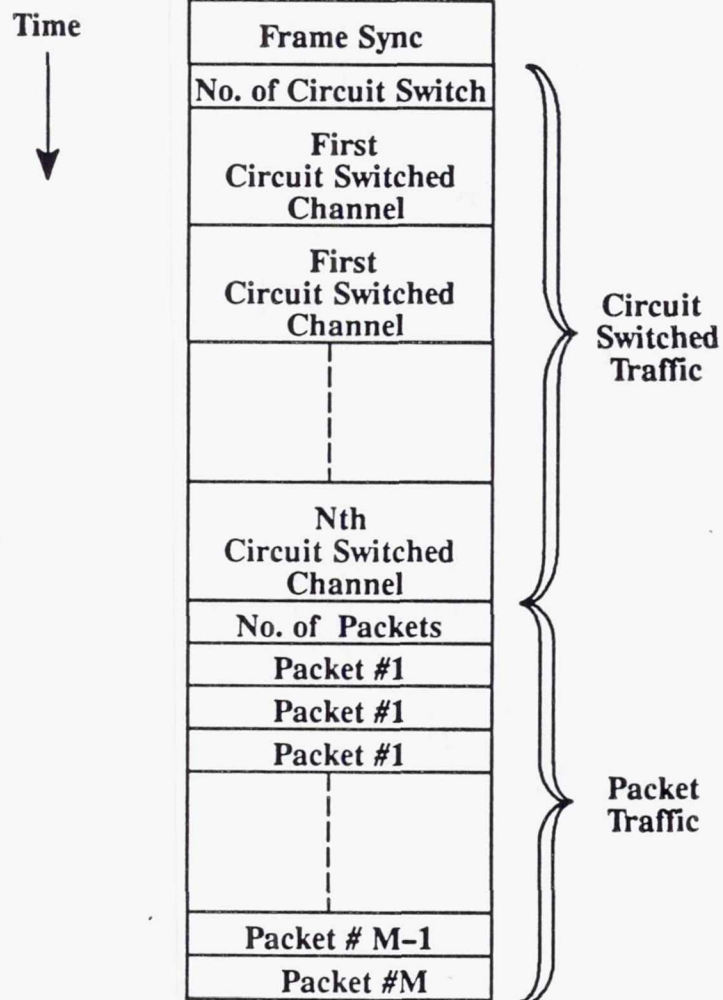 Time
Frame Sync
No. of Circuit Switch
First
Circuit Switched
Channel
First
Circuit Switched
Channel
Circuit
Switched
Traffic
Nth
Circuit Switched
Channel
No. of Packets
Packet #1
Packet #1
Packet #1
Packet
Traffic
Packet # M-1
Packet #M